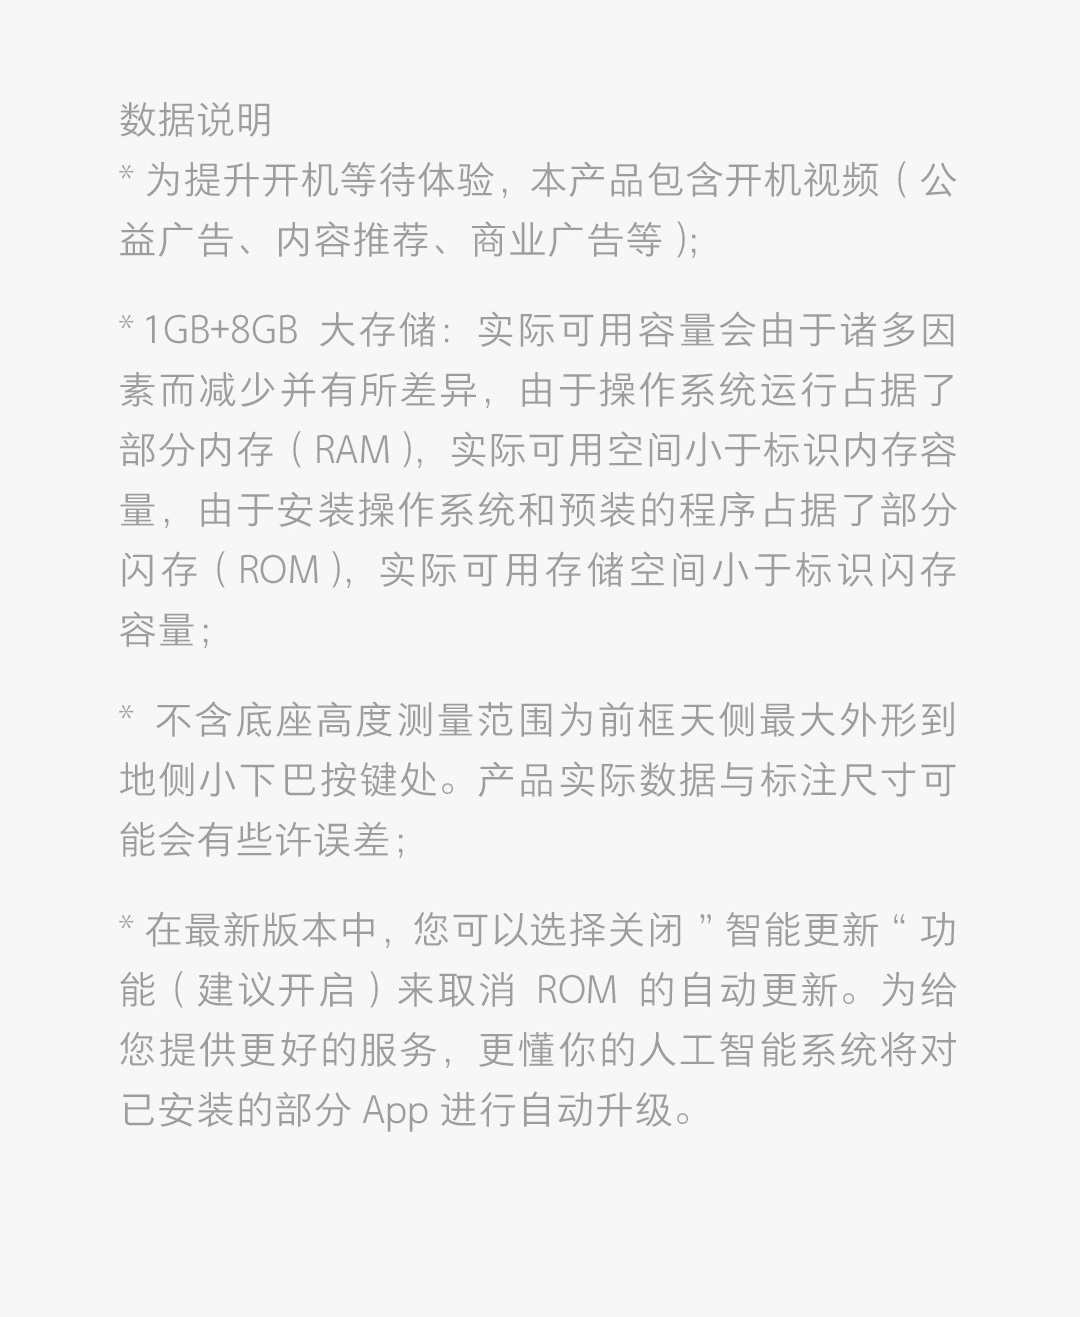 数据说明
* 为提升开机等待体验，本产品包含开机视频（公
益广告、内容推荐、商业广告等）;
* 1GB+8GB 大存储：实际可用容量会由于诸多因
素而减少并有所差异，由于操作系统运行占据了
部分内存（RAM），实际可用空间小于标识内存容
量，由于安装操作系统和预装的程序占据了部分
闪存（ROM），实际可用存储空间小于标识闪存
容量；
* 不含底座高度测量范围为前框天侧最大外形到
地侧小下巴按键处。产品实际数据与标注尺寸可
能会有些许误差；
* 在最新版本中，您可以选择关闭 ”智能更新“ 功
能（建议开启）来取消 ROM 的自动更新。为给
您提供更好的服务，更懂你的人工智能系统将对
已安装的部分 App 进行自动升级。